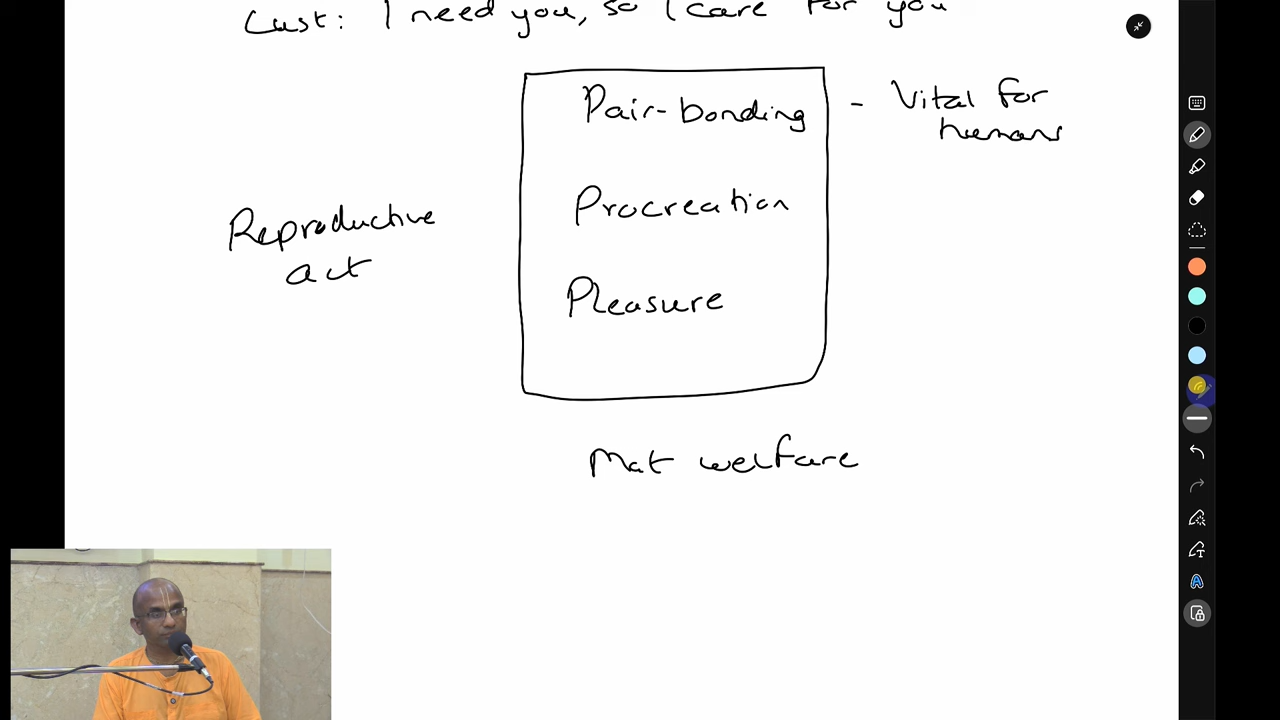 Lust: I need you, so I care for you
Pair-bonding - Vital for
humans
Procreation
Reproductive
act
Pleasure
Mat welfare